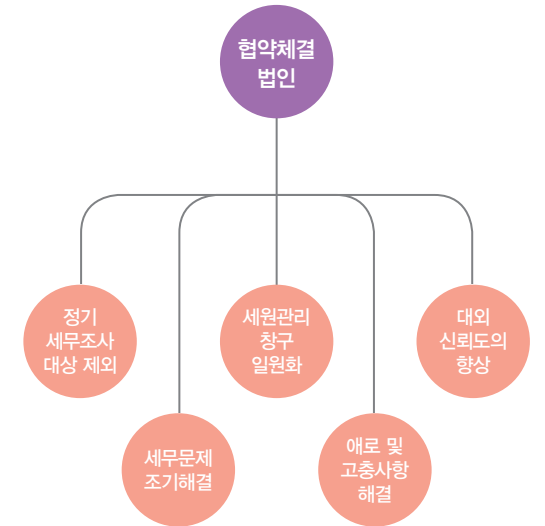 협약체결
법인
정기
세무조사
대상 제외
세원관리
창구
일원화
대외
신뢰도의
향상
세무문제
조기해결
애로 및
고충사항
해결